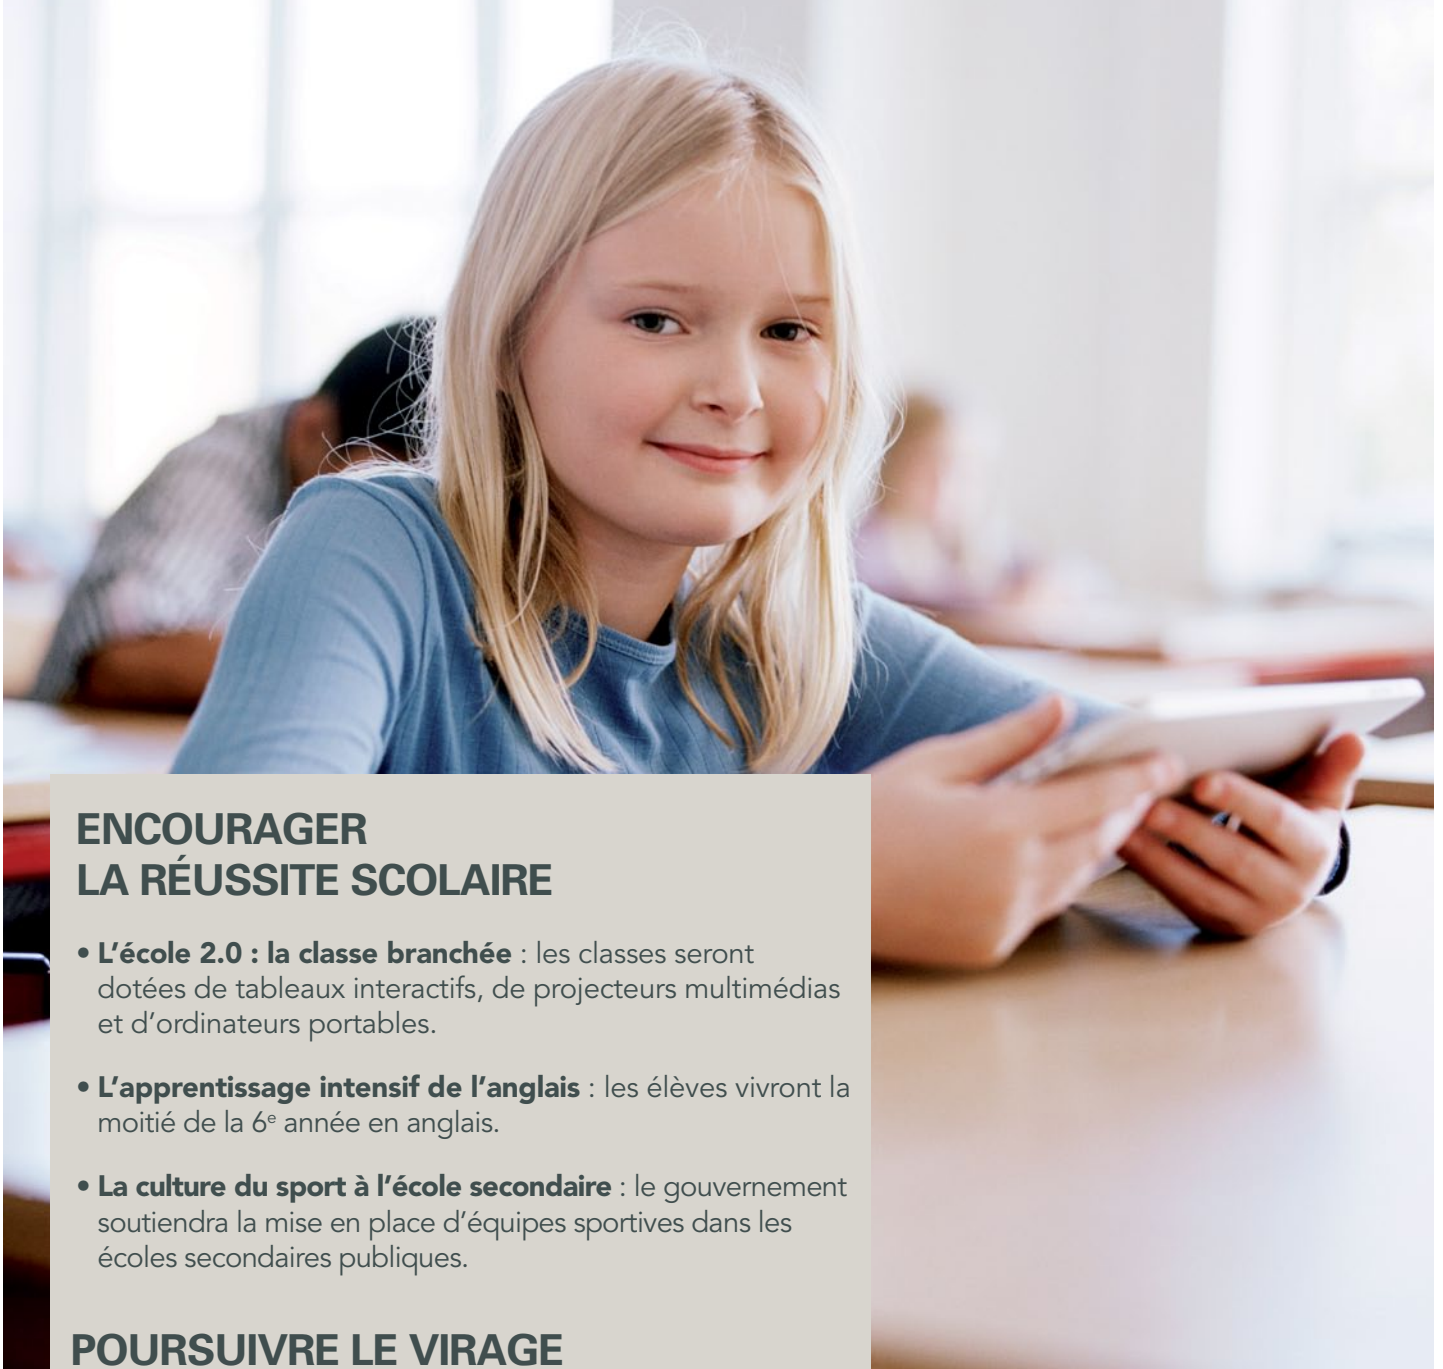 ENCOURAGER
LA RÉUSSITE SCOLAIRE
• L’école 2.0 : la classe branchée : les classes seront
dotées de tableaux interactifs, de projecteurs multimédias
et d’ordinateurs portables.
• L’apprentissage intensif de l’anglais : les élèves vivront la
moitié de la 6e année en anglais.
• La culture du sport à l’école secondaire : le gouvernement
soutiendra la mise en place d’équipes sportives dans les
écoles secondaires publiques.
POURSUIVRE LE VIRAGE